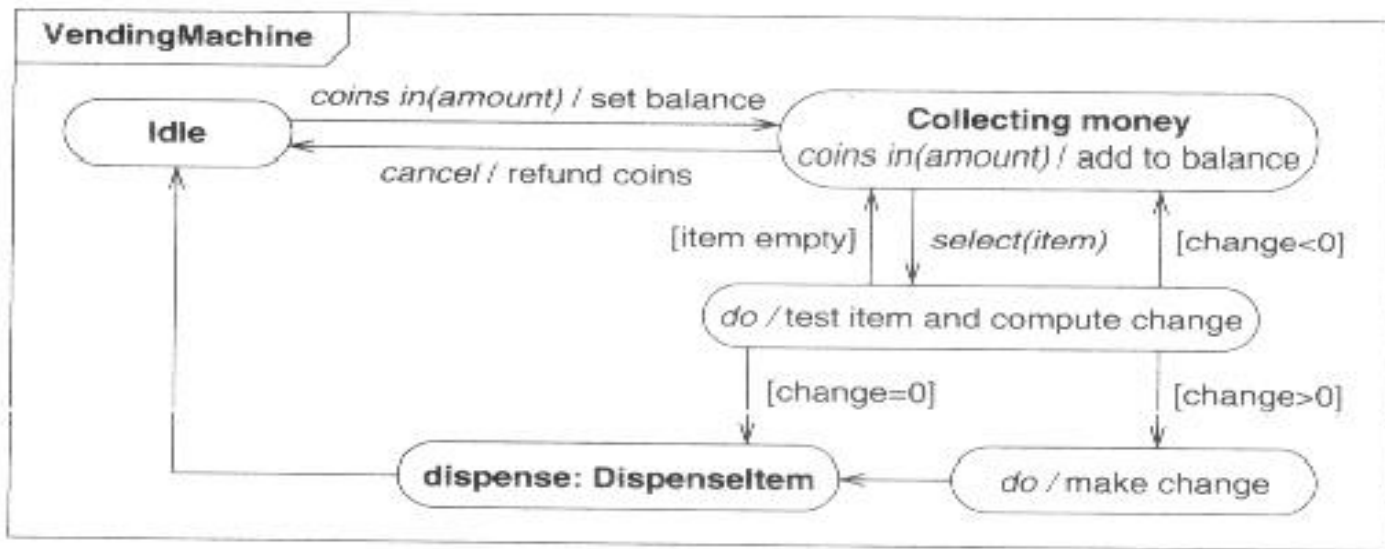 VendingMachine
coins in(amount) / set balance
Idle
Collecting money
coins in(amount) / add to balance
cancel / refund coins
[item empty]
select(item)
[change<0]
do / test item and compute change
[change=0]
[change>0]
dispense: DispenseItem
do / make change